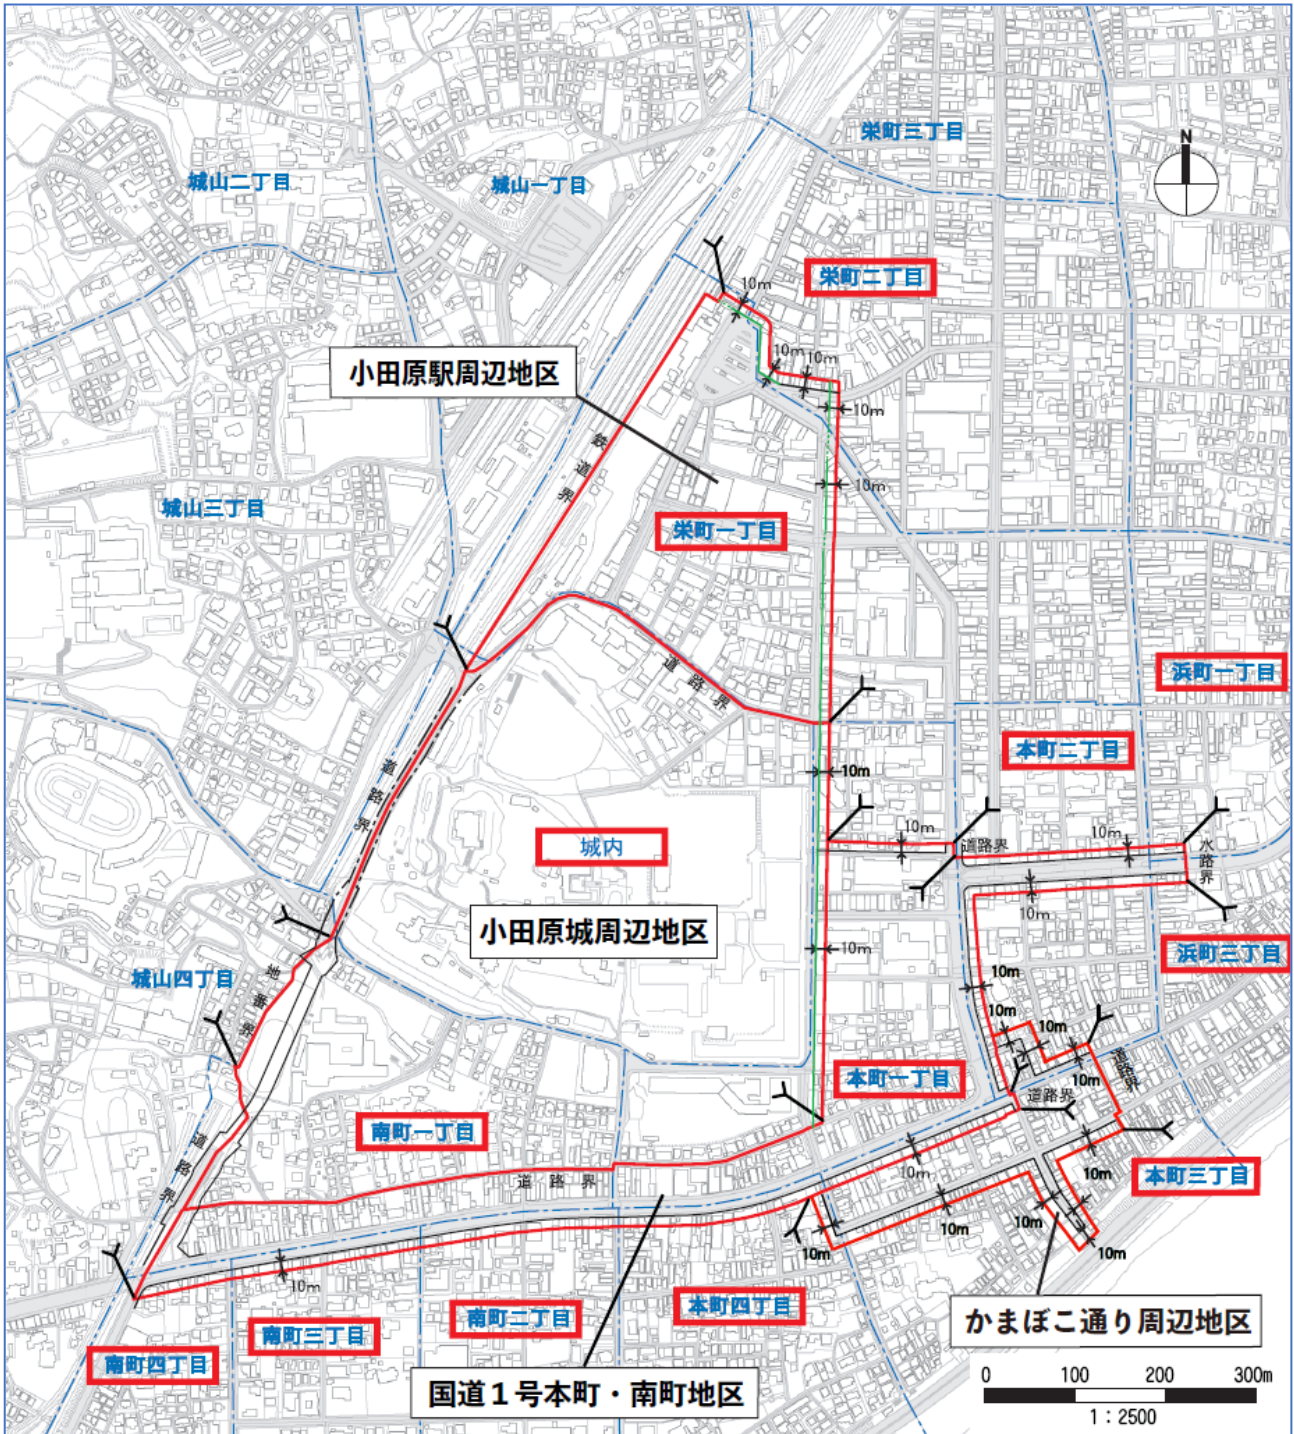 栄町三丁目
N
城山二丁目
城山一丁目
栄町二丁目
10m
小田原駅周辺地区
10m
10m
10m
鉄道界
10m
城山三丁目
栄町一丁目
道路界
浜町一丁目
本町二丁目
道路界
10m
城内
10m
10m
道路界
水路界
10m
小田原城周辺地区
10m
浜町三丁目
城山四丁目
地番界
10m
10m
10m
道路界
10m
本町一丁目
道路界
南町一丁目
道路界
10m
10m
本町三丁目
道路界
10m
10m
10m
10m
10m
本町四丁目
南町二丁目
南町三丁目
かまぼこ通り周辺地区
南町四丁目
国道1号本町・南町地区
0 100 200 300m
1:2500